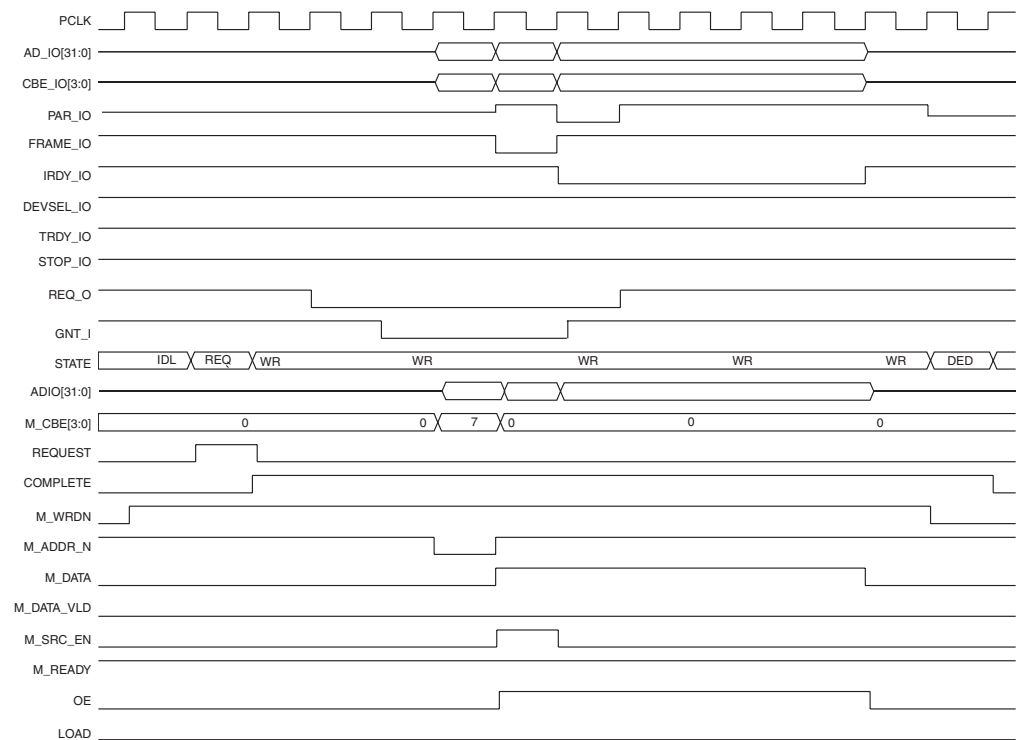 PCLK
AD_IO[31:0]
CBE_IO[3:0]
PAR_IO
FRAME_IO
IRDY_IO
DEVSEL_IO
TRDY_IO
STOP_IO
REQ_O
GNT_I
STATE IDL REQ WR WR WR WR WR DED
ADIO[31:0]
M_CBE[3:0] 0 0 7 0 0 0
REQUEST
COMPLETE
M_WRDN
M_ADDR_N
M_DATA
M_DATA_VLD
M_SRC_EN
M_READY
OE
LOAD